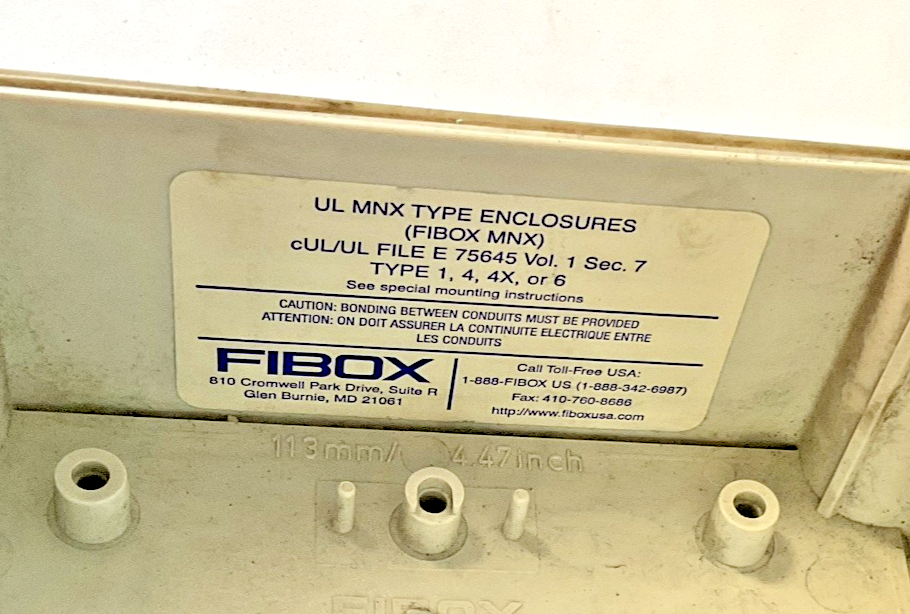 UL MNX TYPE ENCLOSURES
(FIBOX MNX)
cUL/UL FILE E 75645 Vol. 1 Sec. 7
TYPE 1, 4, 4X, or 6
See special mounting instructions
CAUTION: BONDING BETWEEN CONDUITS MUST BE PROVIDED
ATTENTION: ON DOIT ASSURER LA CONTINUITE ELECTRIQUE ENTRE
LES CONDUITS
FIBOX
810 Cromwell Park Drive, Suite R
Glen Burnie, MD 21061
Call Toll-Free USA:
1-888-FIBOX US (1-888-342-6987)
Fax: 410-760-8686
http://www.fiboxusa.com
113mm/ 4.47inch
FIBOX